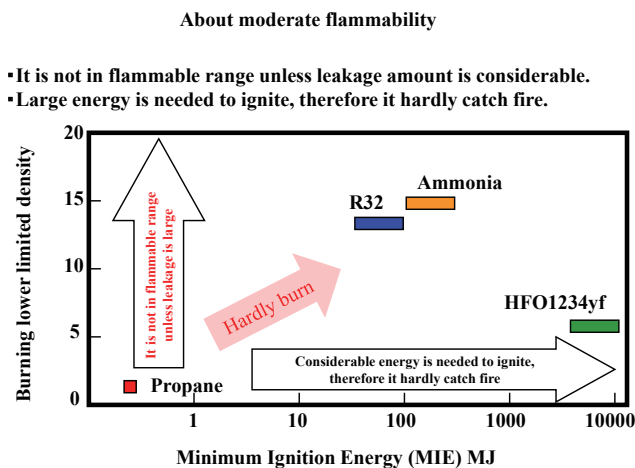 About moderate flammability
▪It is not in flammable range unless leakage amount is considerable.
▪Large energy is needed to ignite, therefore it hardly catch fire.
20
15
10
5
0
Burning lower limited density
It is not in flammable range
unless leakage is large
Ammonia
R32
Hardly burn
HFO1234yf
Propane
Considerable energy is needed to ignite,
therefore it hardly catch fire
1
10
100
1000
10000
Minimum Ignition Energy (MIE) MJ